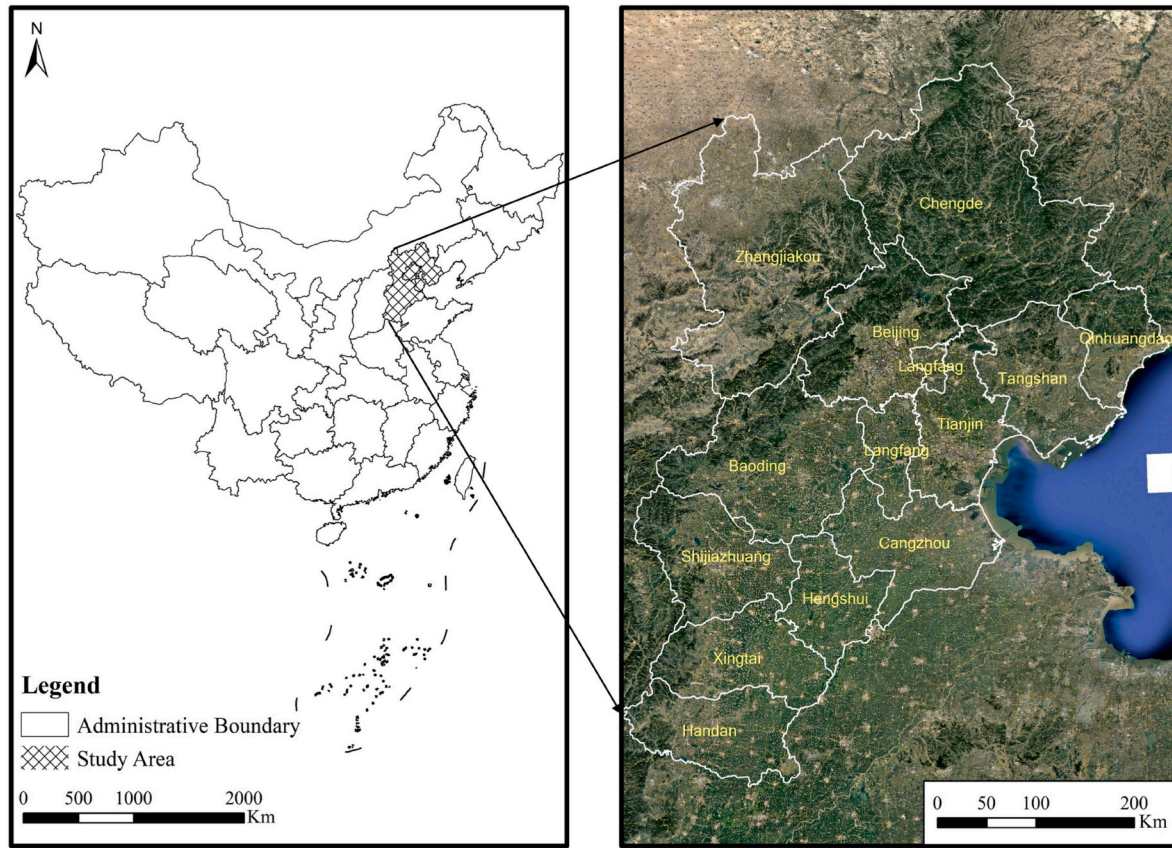 N
Legend
Administrative Boundary
Study Area
0 500 1000 2000
Km
Chengde
Zhangjiakou
Beijing
Qinhuangdao
Langfang
Tangshan
Tianjin
Langfang
Baoding
Cangzhou
Shijiazhuang
Hengshui
Xingtai
Handan
0 50 100 200
Km